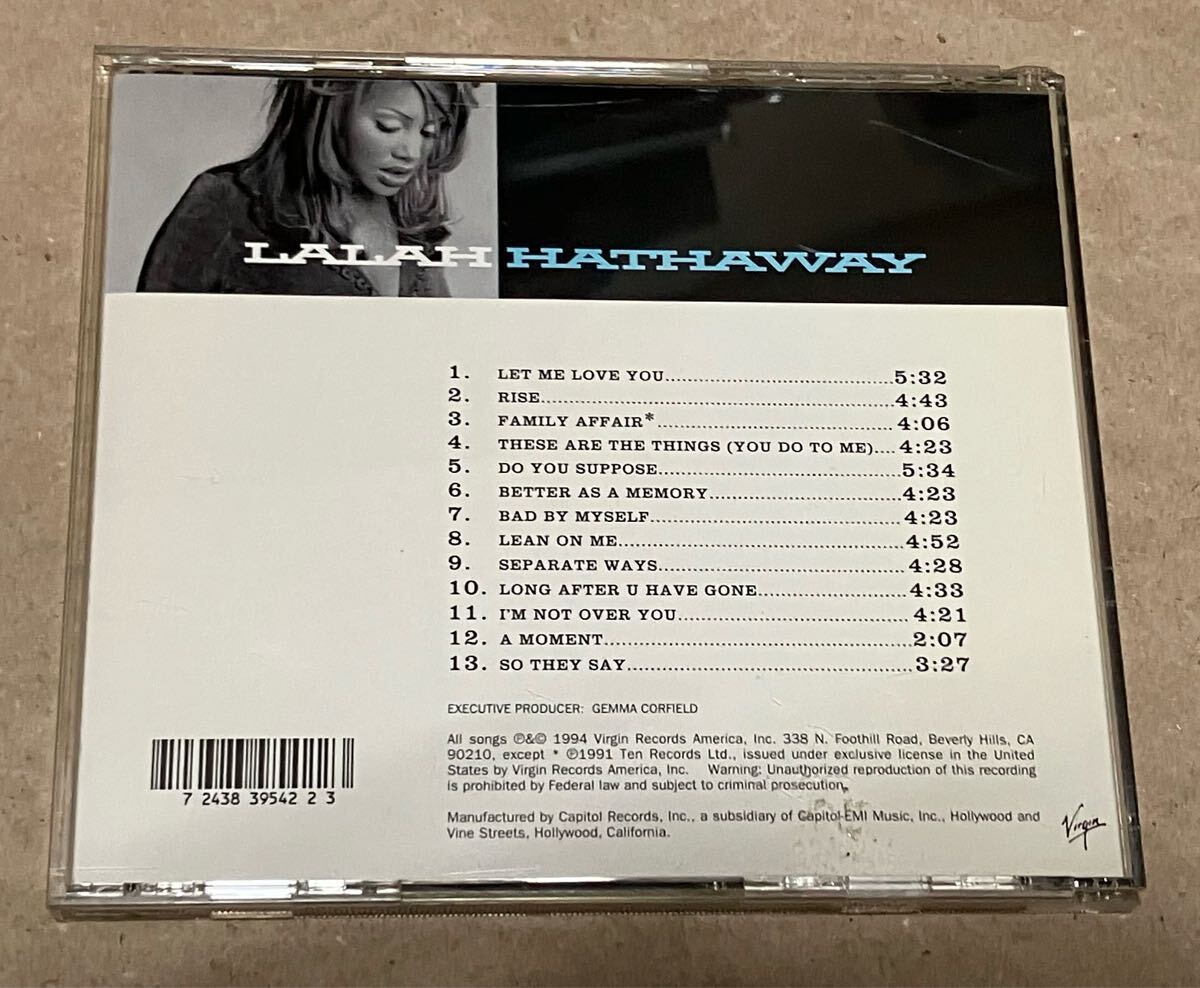 LALAH HATHAWAY
1. LET ME LOVE YOU........................................5:32
2. RISE..............................................................4:43
3. FAMILY AFFAIR*..........................................4:06
4. THESE ARE THE THINGS (YOU DO TO ME)....4:23
5. DO YOU SUPPOSE..........................................5:34
6. BETTER AS A MEMORY..................................4:23
7. BAD BY MYSELF............................................4:23
8. LEAN ON ME..................................................4:52
9. SEPARATE WAYS............................................4:28
10. LONG AFTER U HAVE GONE..........................4:33
11. I'M NOT OVER YOU........................................4:21
12. A MOMENT......................................................2:07
13. SO THEY SAY..................................................3:27
EXECUTIVE PRODUCER: GEMMA CORFIELD
All songs ℗&© 1994 Virgin Records America, Inc. 338 N. Foothill Road, Beverly Hills, CA
90210, except * ℗1991 Ten Records Ltd., issued under exclusive license in the United
States by Virgin Records America, Inc. Warning: Unauthorized reproduction of this recording
is prohibited by Federal law and subject to criminal prosecution.
Manufactured by Capitol Records, Inc., a subsidiary of Capitol-EMI Music, Inc., Hollywood and
Vine Streets, Hollywood, California.
7 24383 95422 3
Virgin